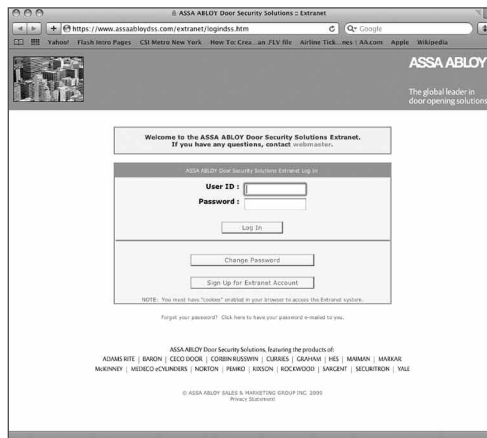 ASSA ABLOY Door Security Solutions :: Extranet
https://www.assaabloydss.com/extranet/logindss.htm
Google
Yahoo! Flash Intro Pages CSI Metro New York How To: Crea...an .FLV file Airline Tick...nes | AA.com Apple Wikipedia
ASSA ABLOY
The global leader in
door opening solutions
Welcome to the ASSA ABLOY Door Security Solutions Extranet.
If you have any questions, contact webmaster.
ASSA ABLOY Door Security Solutions Extranet Log In
User ID :
Password :
Log In
Change Password
Sign Up for Extranet Account
NOTE: You must have "cookies" enabled in your browser to access the Extranet system.
Forgot your password? Click here to have your password e-mailed to you.
ASSA ABLOY Door Security Solutions, featuring the products of:
ADAMS RITE | BARON | CECO DOOR | CORBIN RUSSWIN | CURRIES | GRAHAM | HES | MAIMAN | MARKAR
McKINNEY | MEDECO eCYLINDERS | NORTON | PEMKO | RIXSON | ROCKWOOD | SARGENT | SECURITRON | YALE
© ASSA ABLOY SALES & MARKETING GROUP INC. 2009
Privacy Statement